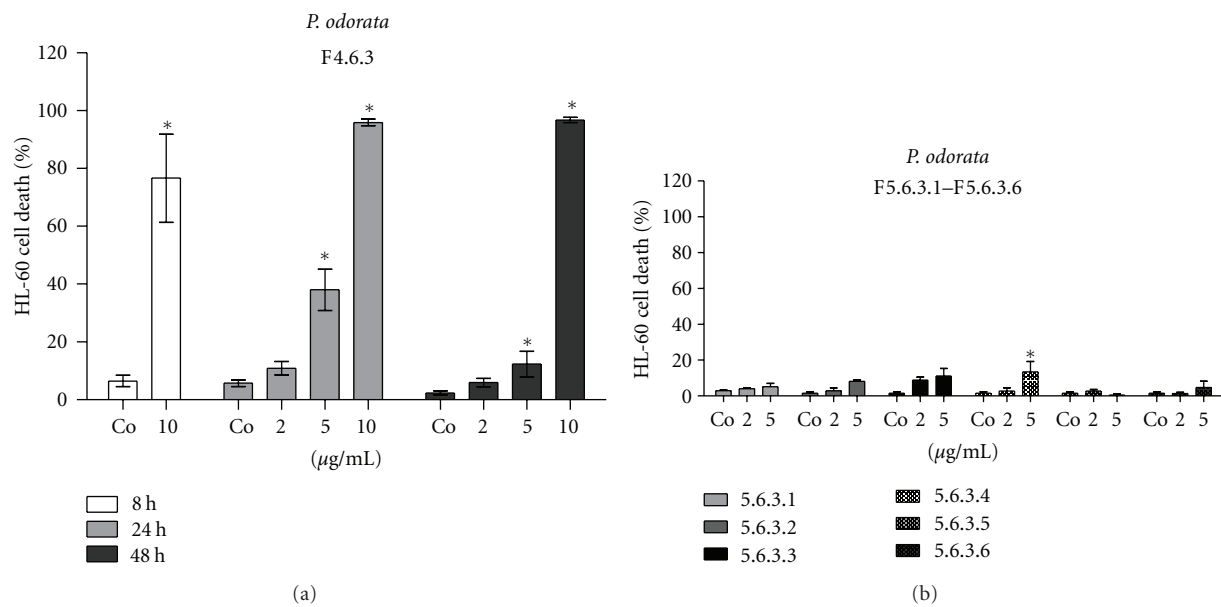 P. odorata
F4.6.3
HL-60 cell death (%)
120
100
80
60
40
20
0
Co 10 Co 2 5 10 Co 2 5 10
(µg/mL)
* * * * *
8 h
24 h
48 h
(a)
P. odorata
F5.6.3.1–F5.6.3.6
HL-60 cell death (%)
120
100
80
60
40
20
0
*
Co 2 5 Co 2 5 Co 2 5 Co 2 5 Co 2 5 Co 2 5
(µg/mL)
5.6.3.1
5.6.3.2
5.6.3.3
5.6.3.4
5.6.3.5
5.6.3.6
(b)